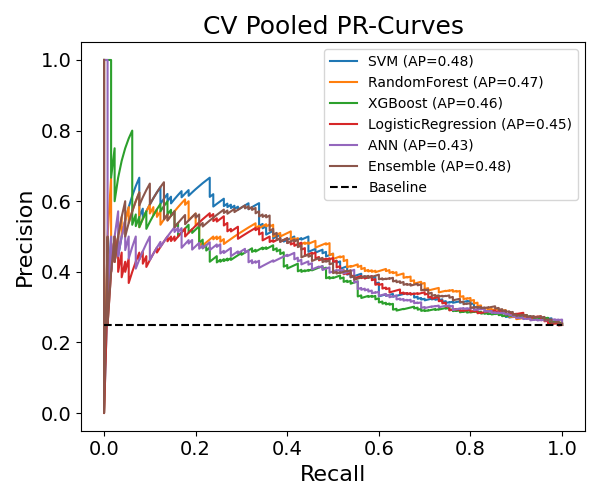 CV Pooled PR-Curves
1.0
0.8
0.6
0.4
0.2
0.0
Precision
SVM (AP=0.48)
RandomForest (AP=0.47)
XGBoost (AP=0.46)
LogisticRegression (AP=0.45)
ANN (AP=0.43)
Ensemble (AP=0.48)
Baseline
0.0 0.2 0.4 0.6 0.8 1.0
Recall